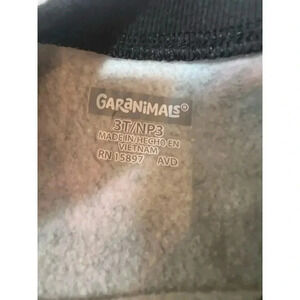 GARANIMALS®
3T/NP3
MADE IN/HECHO EN
VIETNAM
RN 15897 AVD